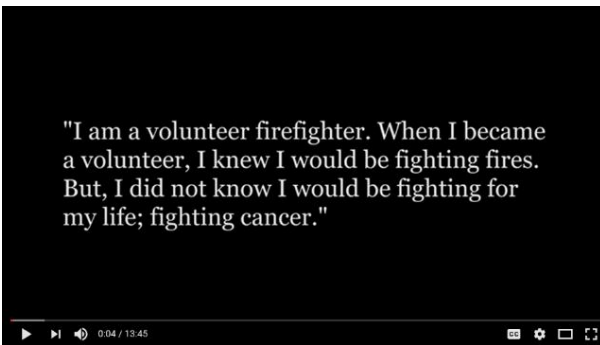 "I am a volunteer firefighter. When I became
a volunteer, I knew I would be fighting fires.
But, I did not know I would be fighting for
my life; fighting cancer."
0:04 / 13:45
CC